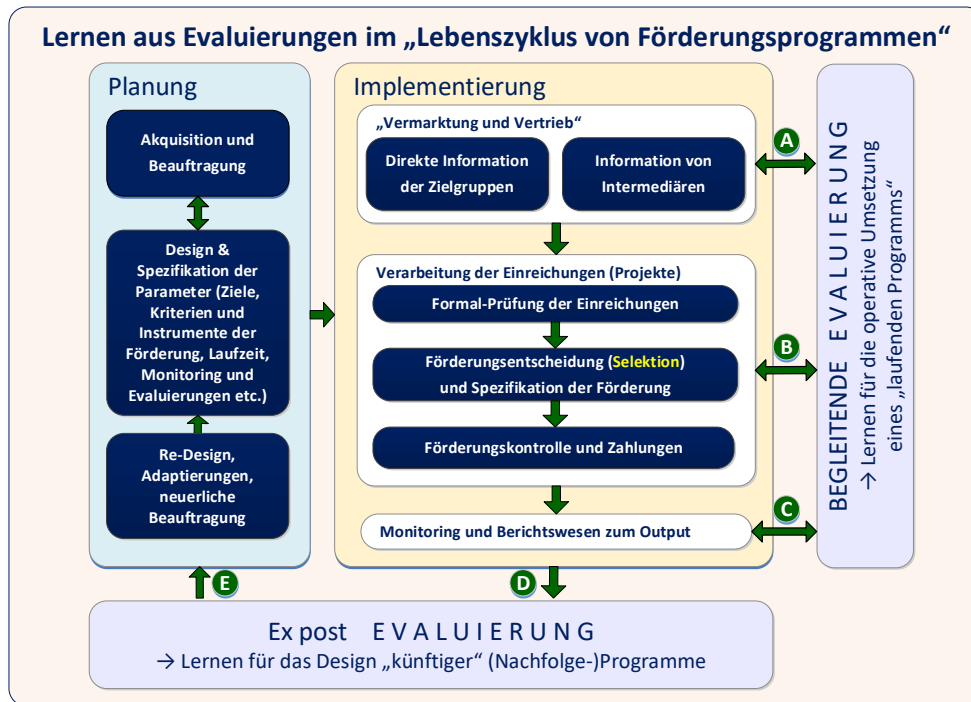 Lernen aus Evaluierungen im „Lebenszyklus von Förderungsprogrammen“
Planung
Akquisition und
Beauftragung
Design &
Spezifikation der
Parameter (Ziele,
Kriterien und
Instrumente der
Förderung, Laufzeit,
Monitoring und
Evaluierungen etc.)
Re-Design,
Adaptierungen,
neuerliche
Beauftragung
Implementierung
„Vermarktung und Vertrieb“
Direkte Information
der Zielgruppen
Information von
Intermediären
Verarbeitung der Einreichungen (Projekte)
Formal-Prüfung der Einreichungen
Förderungsentscheidung (Selektion)
und Spezifikation der Förderung
Förderungskontrolle und Zahlungen
Monitoring und Berichtswesen zum Output
A
B
C
BEGLEITENDE EVALUIERUNG
→ Lernen für die operative Umsetzung
eines „laufenden Programms“
E
D
Ex post EVALUIERUNG
→ Lernen für das Design „künftiger“ (Nachfolge-)Programme